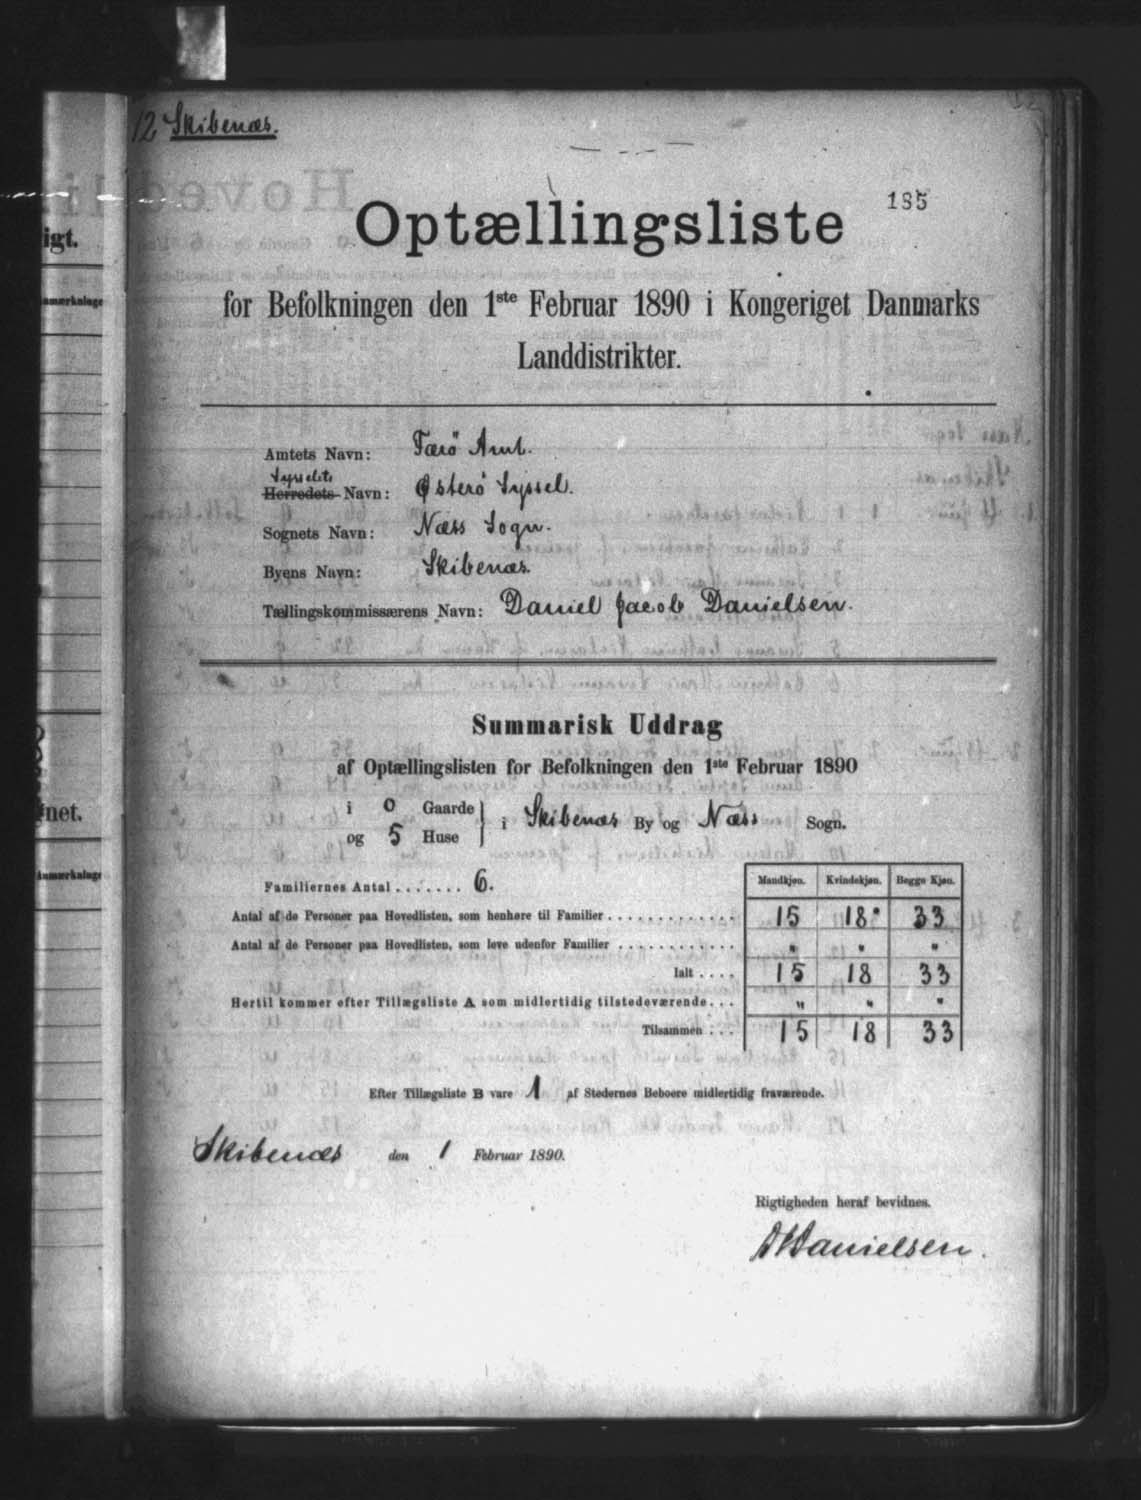 12 Skibenæs.
185
Optællingsliste
for Befolkningen den 1ste Februar 1890 i Kongeriget Danmarks
Landdistrikter.
Amtets Navn: Færö Amt.
Sysselets
Herredets Navn: Østerö Syssel.
Sognets Navn: Næss Sogn.
Byens Navn: Skibenæs.
Tællingskommissærens Navn: Daniel Jacob Danielsen.
Summarisk Uddrag
af Optællingslisten for Befolkningen den 1ste Februar 1890
i 0 Gaarde
og 5 Huse } i Skibenæs By og Næss Sogn.
Familiernes Antal . . . . . . . 6.
Mandkjøn. Kvindekjøn. Begge Kjøn.
Antal af de Personer paa Hovedlisten, som henhøre til Familier . . . . . . . . . . . . . 15 18 33
Antal af de Personer paa Hovedlisten, som leve udenfor Familier . . . . . . . . . . . . " " "
Ialt . . . . 15 18 33
Hertil kommer efter Tillægsliste A som midlertidig tilstedeværende . . . " " "
Tilsammen . . . 15 18 33
Efter Tillægsliste B vare 1 af Stedernes Beboere midlertidig fraværende.
Skibenæs den 1 Februar 1890.
Rigtigheden heraf bevidnes.
Danielsen.
igt.
Anmærkninge
net.
Anmærkninge